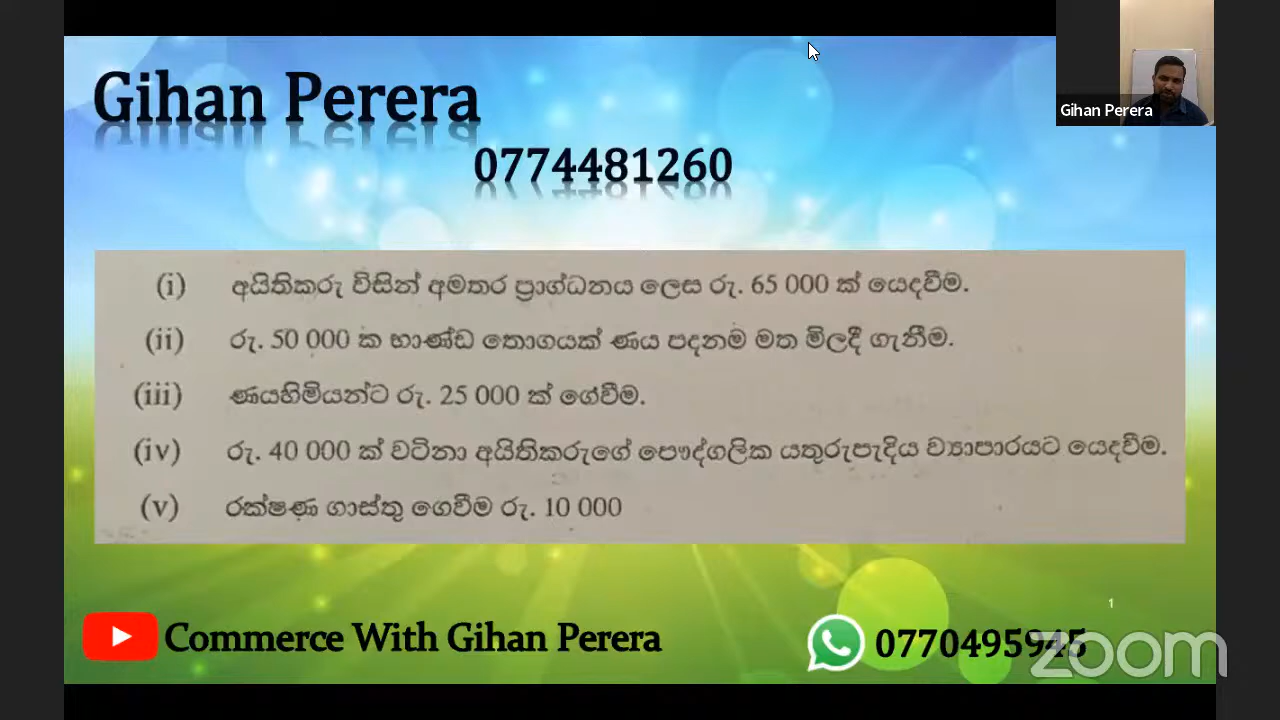 Gihan Perera
Gihan Perera
0774481260
(i) අයිතිකරු විසින් අමතර ප්‍රාග්ධනය ලෙස රු. 65 000 ක් යෙදවීම.
(ii) රු. 50 000 ක භාණ්ඩ තොගයක් ණය පදනම මත මිලදී ගැනීම.
(iii) ණයහිමියන්ට රු. 25 000 ක් ගේවීම.
(iv) රු. 40 000 ක් වටිනා අයිතිකරුගේ පෞද්ගලික යතුරුපැදිය ව්‍යාපාරයට යෙදවීම.
(v) රක්ෂණ ගාස්තු ගෙවීම රු. 10 000
1
Commerce With Gihan Perera
0770495945
zoom